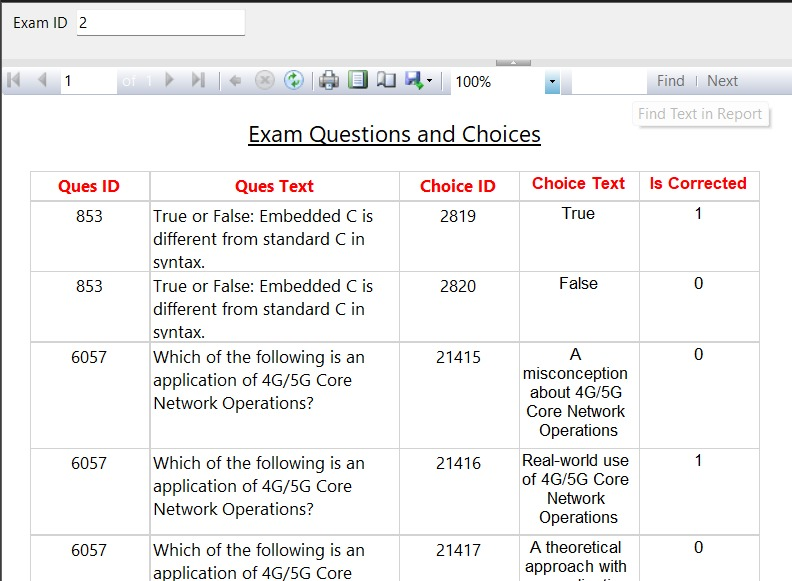 Exam ID 2
1 of 1 100% Find Next
Find Text in Report
Exam Questions and Choices
Ques ID Ques Text Choice ID Choice Text Is Corrected
853 True or False: Embedded C is 2819 True 1
different from standard C in
syntax.
853 True or False: Embedded C is 2820 False 0
different from standard C in
syntax.
6057 Which of the following is an 21415 A 0
application of 4G/5G Core misconception
Network Operations? about 4G/5G
Core Network
Operations
6057 Which of the following is an 21416 Real-world use 1
application of 4G/5G Core of 4G/5G Core
Network Operations? Network
Operations
6057 Which of the following is an 21417 A theoretical 0
application of 4G/5G Core approach with